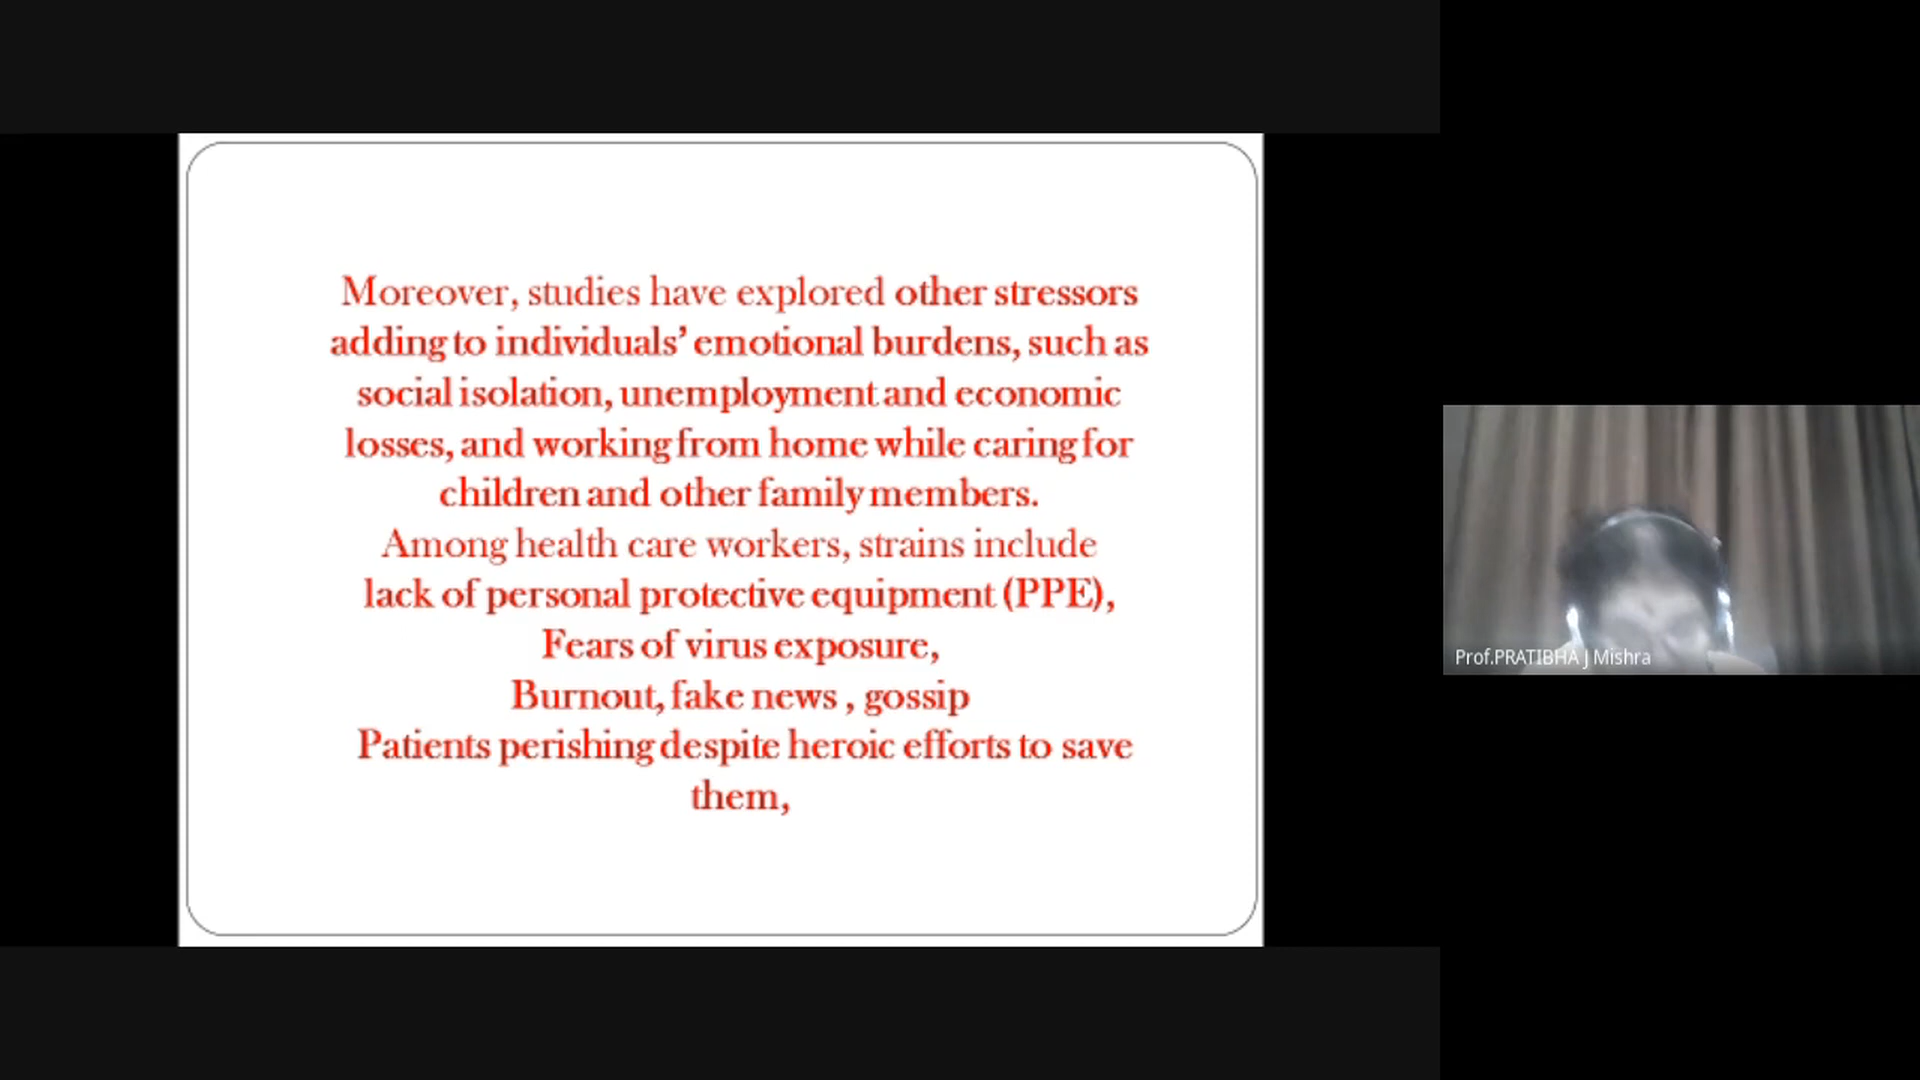 Moreover, studies have explored other stressors
adding to individuals’ emotional burdens, such as
social isolation, unemployment and economic
losses, and working from home while caring for
children and other family members.
Among health care workers, strains include
lack of personal protective equipment (PPE),
Fears of virus exposure,
Burnout, fake news , gossip
Patients perishing despite heroic efforts to save
them,
Prof.PRATIBHA J Mishra